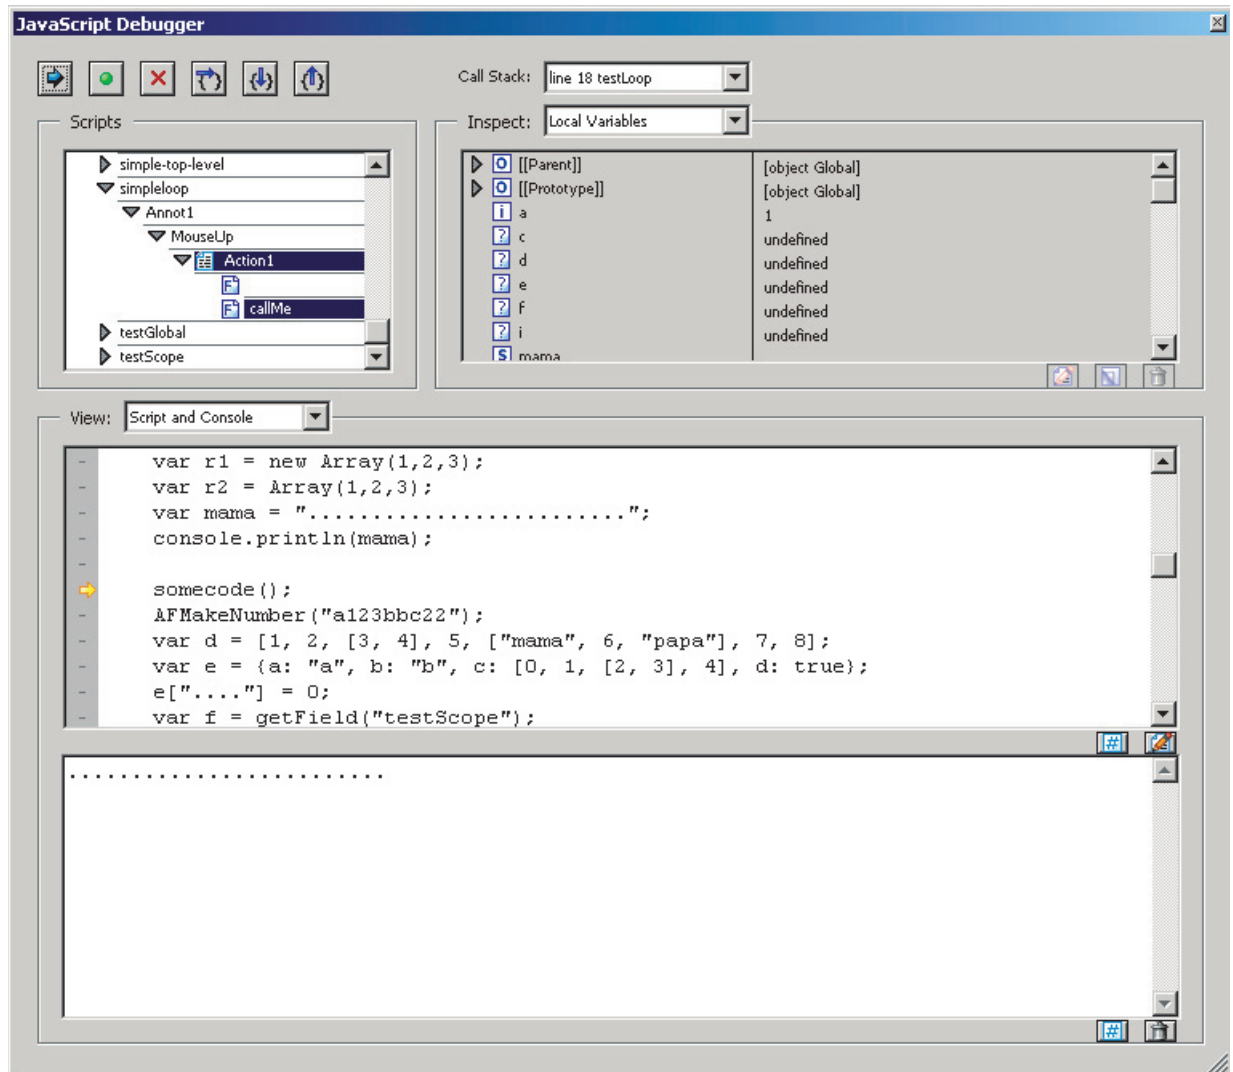 JavaScript Debugger
Call Stack: line 18 testLoop
Scripts
simple-top-level
simpleloop
Annot1
MouseUp
Action1
callMe
testGlobal
testScope
Inspect: Local Variables
[[Parent]] [object Global]
[[Prototype]] [object Global]
a 1
c undefined
d undefined
e undefined
f undefined
i undefined
mama
View: Script and Console
var r1 = new Array(1,2,3);
var r2 = Array(1,2,3);
var mama = ".........................";
console.println(mama);
somecode();
AFMakeNumber("a123bbc22");
var d = [1, 2, [3, 4], 5, ["mama", 6, "papa"], 7, 8];
var e = {a: "a", b: "b", c: [0, 1, [2, 3], 4], d: true};
e["...."] = 0;
var f = getField("testScope");
.........................